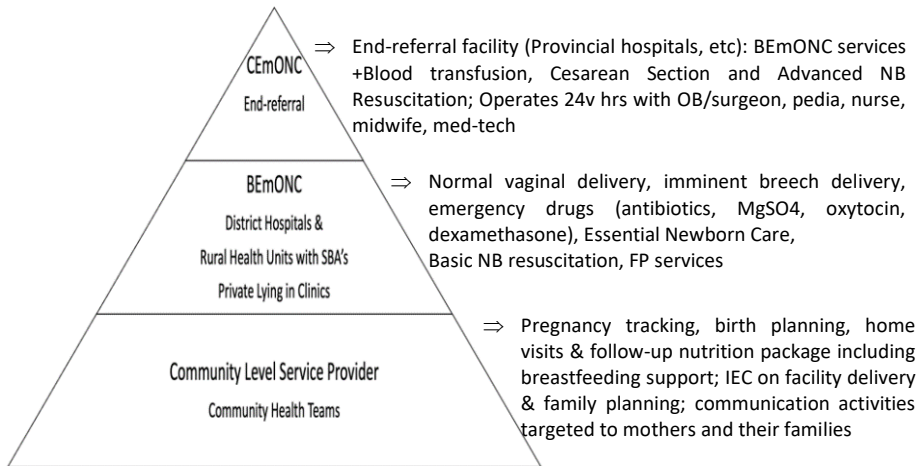 CEmONC
End-referral
⇒ End-referral facility (Provincial hospitals, etc): BEmONC services
+Blood transfusion, Cesarean Section and Advanced NB
Resuscitation; Operates 24v hrs with OB/surgeon, pedia, nurse,
midwife, med-tech
BEmONC
District Hospitals &
Rural Health Units with SBA's
Private Lying in Clinics
⇒ Normal vaginal delivery, imminent breech delivery,
emergency drugs (antibiotics, MgSO4, oxytocin,
dexamethasone), Essential Newborn Care,
Basic NB resuscitation, FP services
Community Level Service Provider
Community Health Teams
⇒ Pregnancy tracking, birth planning, home
visits & follow-up nutrition package including
breastfeeding support; IEC on facility delivery
& family planning; communication activities
targeted to mothers and their families